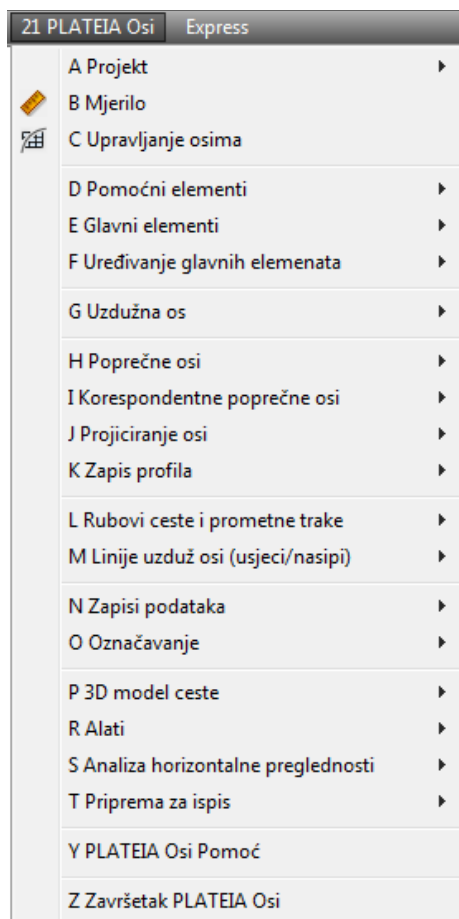 21 PLATEIA Osi Express
A Projekt
B Mjerilo
C Upravljanje osima
D Pomoćni elementi
E Glavni elementi
F Uređivanje glavnih elemenata
G Uzdužna os
H Poprečne osi
I Korespondentne poprečne osi
J Projiciranje osi
K Zapis profila
L Rubovi ceste i prometne trake
M Linije uzduž osi (usjeci/nasipi)
N Zapisi podataka
O Označavanje
P 3D model ceste
R Alati
S Analiza horizontalne preglednosti
T Priprema za ispis
Y PLATEIA Osi Pomoć
Z Završetak PLATEIA Osi